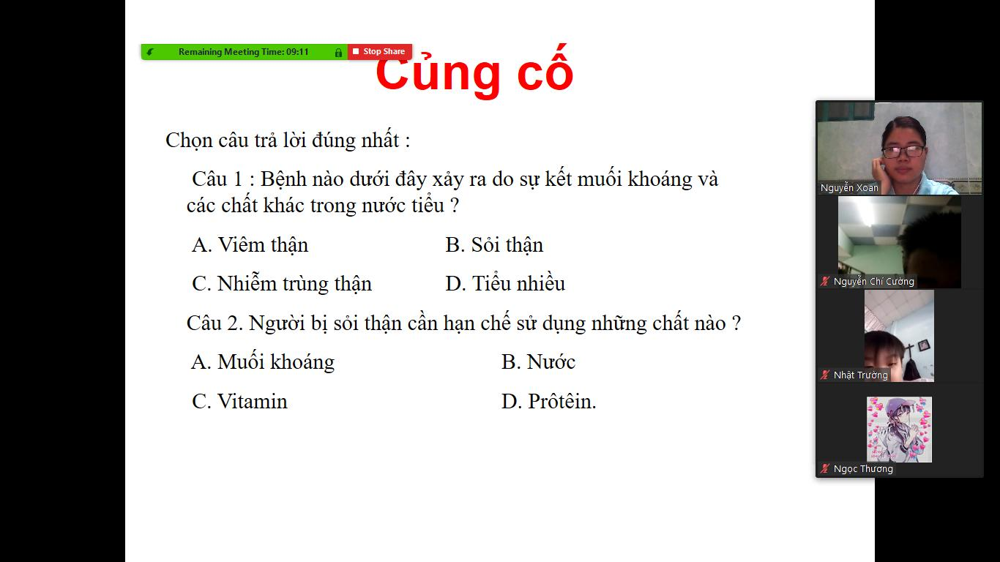 Remaining Meeting Time: 09:11
Stop Share
Củng cố
Chọn câu trả lời đúng nhất :
Câu 1 : Bệnh nào dưới đây xảy ra do sự kết muối khoáng và
các chất khác trong nước tiểu ?
A. Viêm thận B. Sỏi thận
C. Nhiễm trùng thận D. Tiểu nhiều
Câu 2. Người bị sỏi thận cần hạn chế sử dụng những chất nào ?
A. Muối khoáng B. Nước
C. Vitamin D. Prôtêin.
Nguyễn Xoan
Nguyễn Chí Cường
Nhật Trường
Ngọc Thương